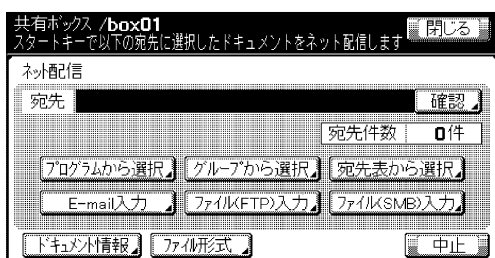 共有ボックス /box01
閉じる
スタートキーで以下の宛先に選択したドキュメントをネット配信します
ネット配信
宛先
確認
宛先件数 0件
プログラムから選択 グループから選択 宛先表から選択
E-mail入力 ファイル(FTP)入力 ファイル(SMB)入力
ドキュメント情報 ファイル形式 中止